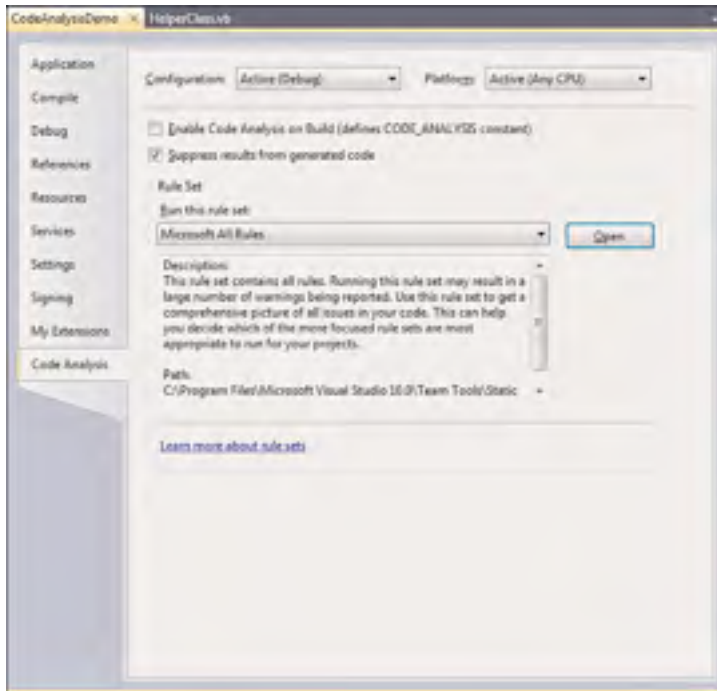 CodeAnalysisDemo × HelperClass.vb
Application
Compile
Debug
References
Resources
Services
Settings
Signing
My Extensions
Code Analysis
Configuration: Active (Debug) Platform: Active (Any CPU)
Enable Code Analysis on Build (defines CODE_ANALYSIS constant)
Suppress results from generated code
Rule Set
Run this rule set:
Microsoft All Rules Open
Description:
This rule set contains all rules. Running this rule set may result in a
large number of warnings being reported. Use this rule set to get a
comprehensive picture of all issues in your code. This can help
you decide which of the more focused rule sets are most
appropriate to run for your projects.
Path:
C:\Program Files\Microsoft Visual Studio 10.0\Team Tools\Static
Learn more about rule sets